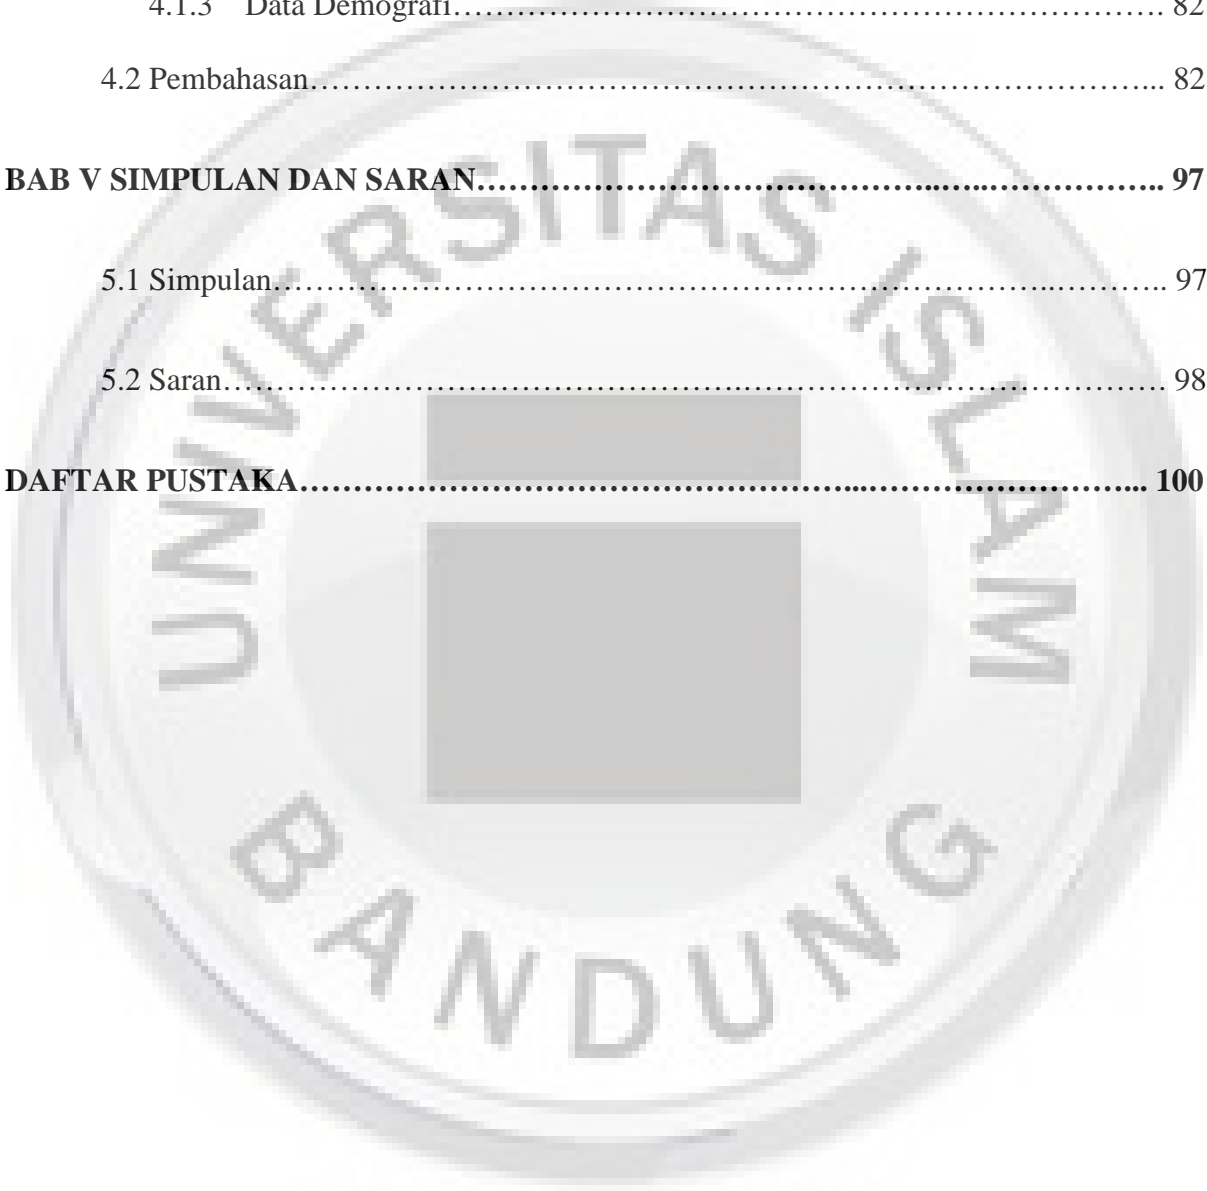 4.1.3 Data Demografi…………………………………………………………… 82
4.2 Pembahasan………………………………………………………………………... 82
BAB V SIMPULAN DAN SARAN…………………………………………...…...…………….. 97
5.1 Simpulan…………………………………………………………………..……….. 97
5.2 Saran……………………………………………………………………………… 98
DAFTAR PUSTAKA…………………………………………………...……………………... 100
UNIVERSITAS ISLAM
BANDUNG